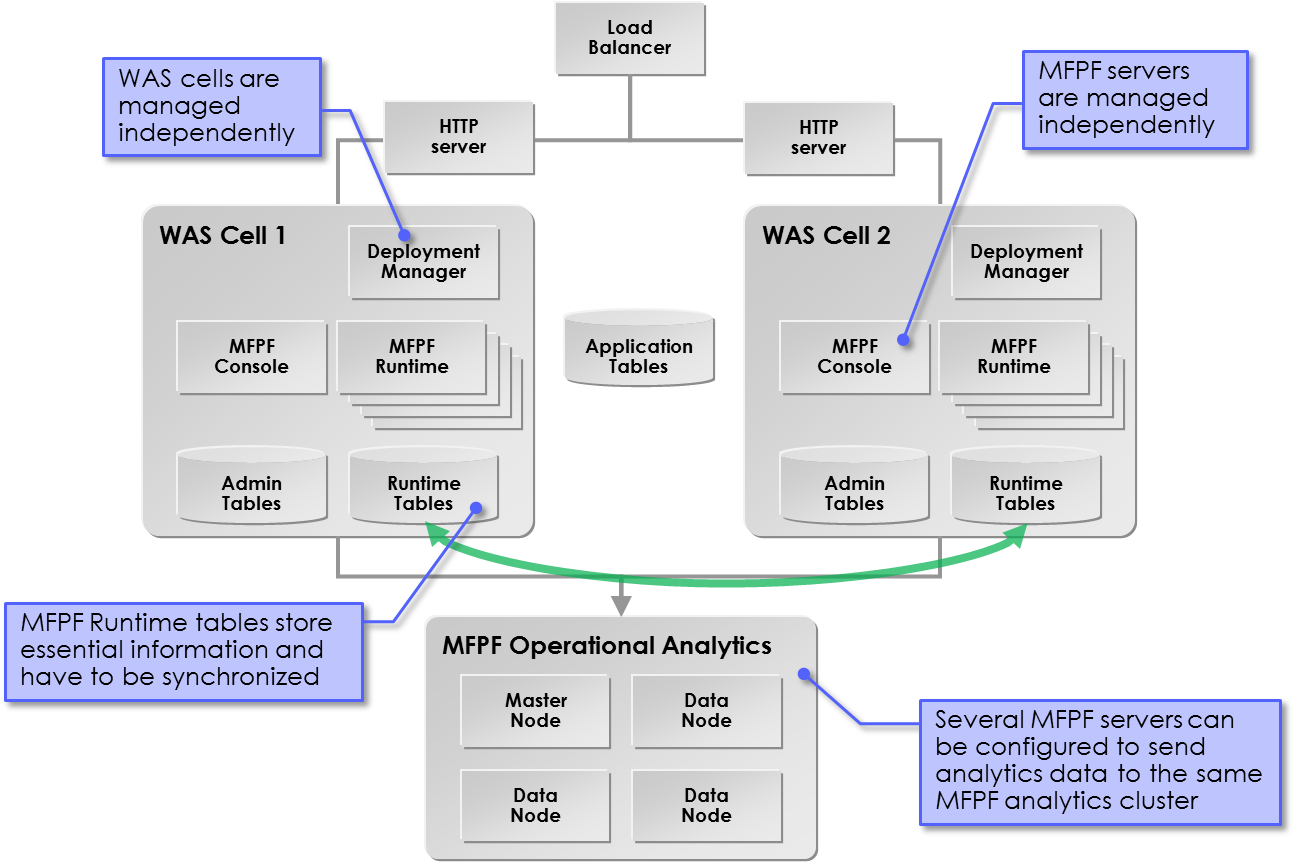 Load
Balancer
WAS cells are
managed
independently
MFPF servers
are managed
independently
HTTP
server
HTTP
server
WAS Cell 1
Deployment
Manager
MFPF
Console
MFPF
Runtime
Admin
Tables
Runtime
Tables
Application
Tables
WAS Cell 2
Deployment
Manager
MFPF
Console
MFPF
Runtime
Admin
Tables
Runtime
Tables
MFPF Runtime tables store
essential information and
have to be synchronized
MFPF Operational Analytics
Master
Node
Data
Node
Data
Node
Data
Node
Several MFPF servers can
be configured to send
analytics data to the same
MFPF analytics cluster